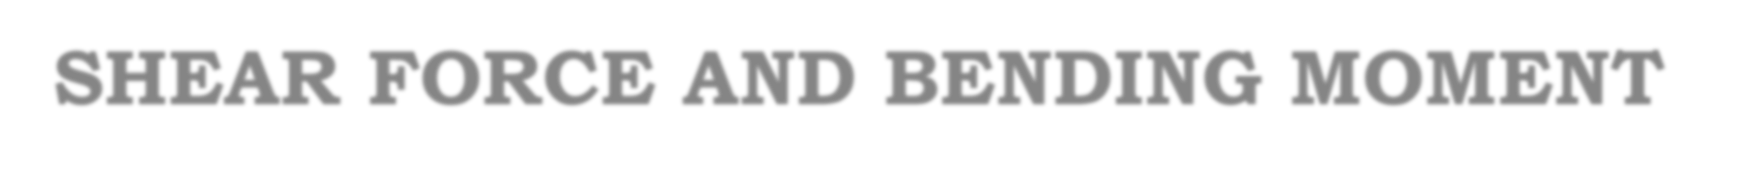 SHEAR FORCE AND BENDING MOMENT